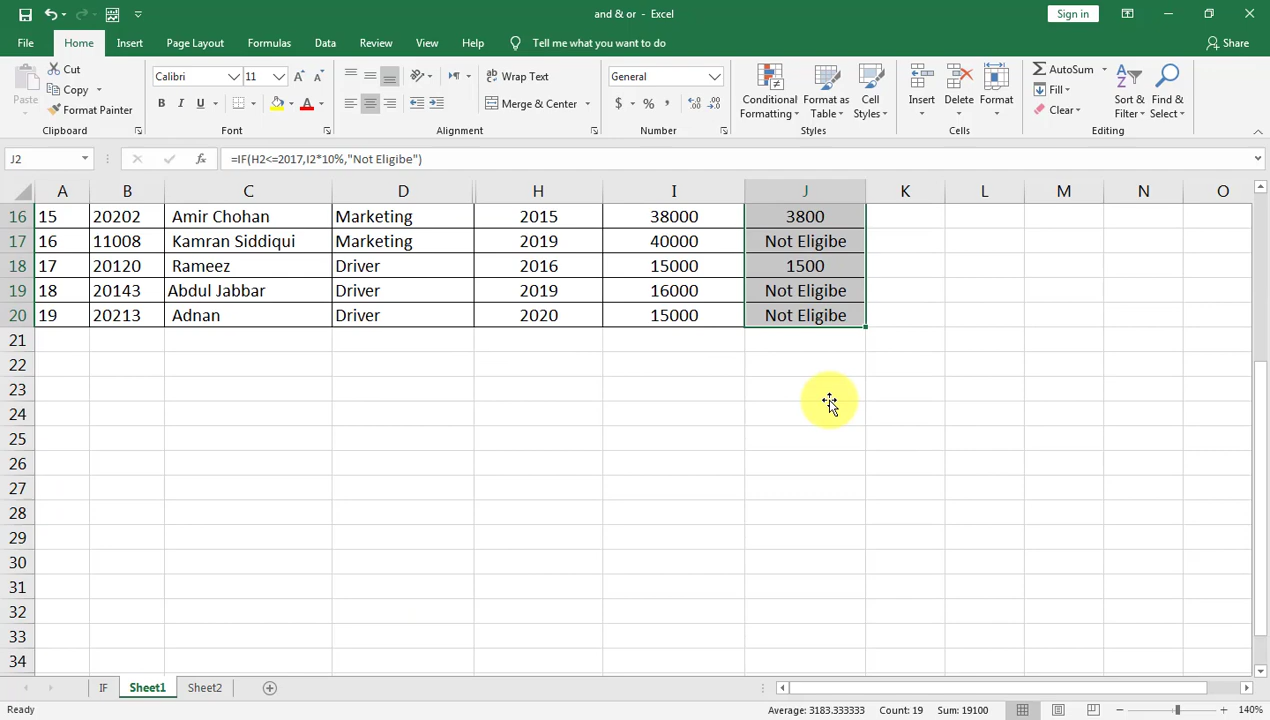 and & or - Excel
Sign in
File Home Insert Page Layout Formulas Data Review View Help Tell me what you want to do Share
Paste Cut Copy Format Painter Clipboard
Calibri 11 B I U A A A Font
ab Wrap Text Merge & Center Alignment
General $ % , Number
Conditional Formatting Format as Table Cell Styles Styles
Insert Delete Format Cells
AutoSum Fill Clear Sort & Filter Find & Select Editing
J2 fx =IF(H2<=2017,I2*10%,"Not Eligibe")
A B C D H I J K L M N O
16 15 20202 Amir Chohan Marketing 2015 38000 3800
17 16 11008 Kamran Siddiqui Marketing 2019 40000 Not Eligibe
18 17 20120 Rameez Driver 2016 15000 1500
19 18 20143 Abdul Jabbar Driver 2019 16000 Not Eligibe
20 19 20213 Adnan Driver 2020 15000 Not Eligibe
21
22
23
24
25
26
27
28
29
30
31
32
33
34
IF Sheet1 Sheet2
Ready Average: 3183.333333 Count: 19 Sum: 19100 140%